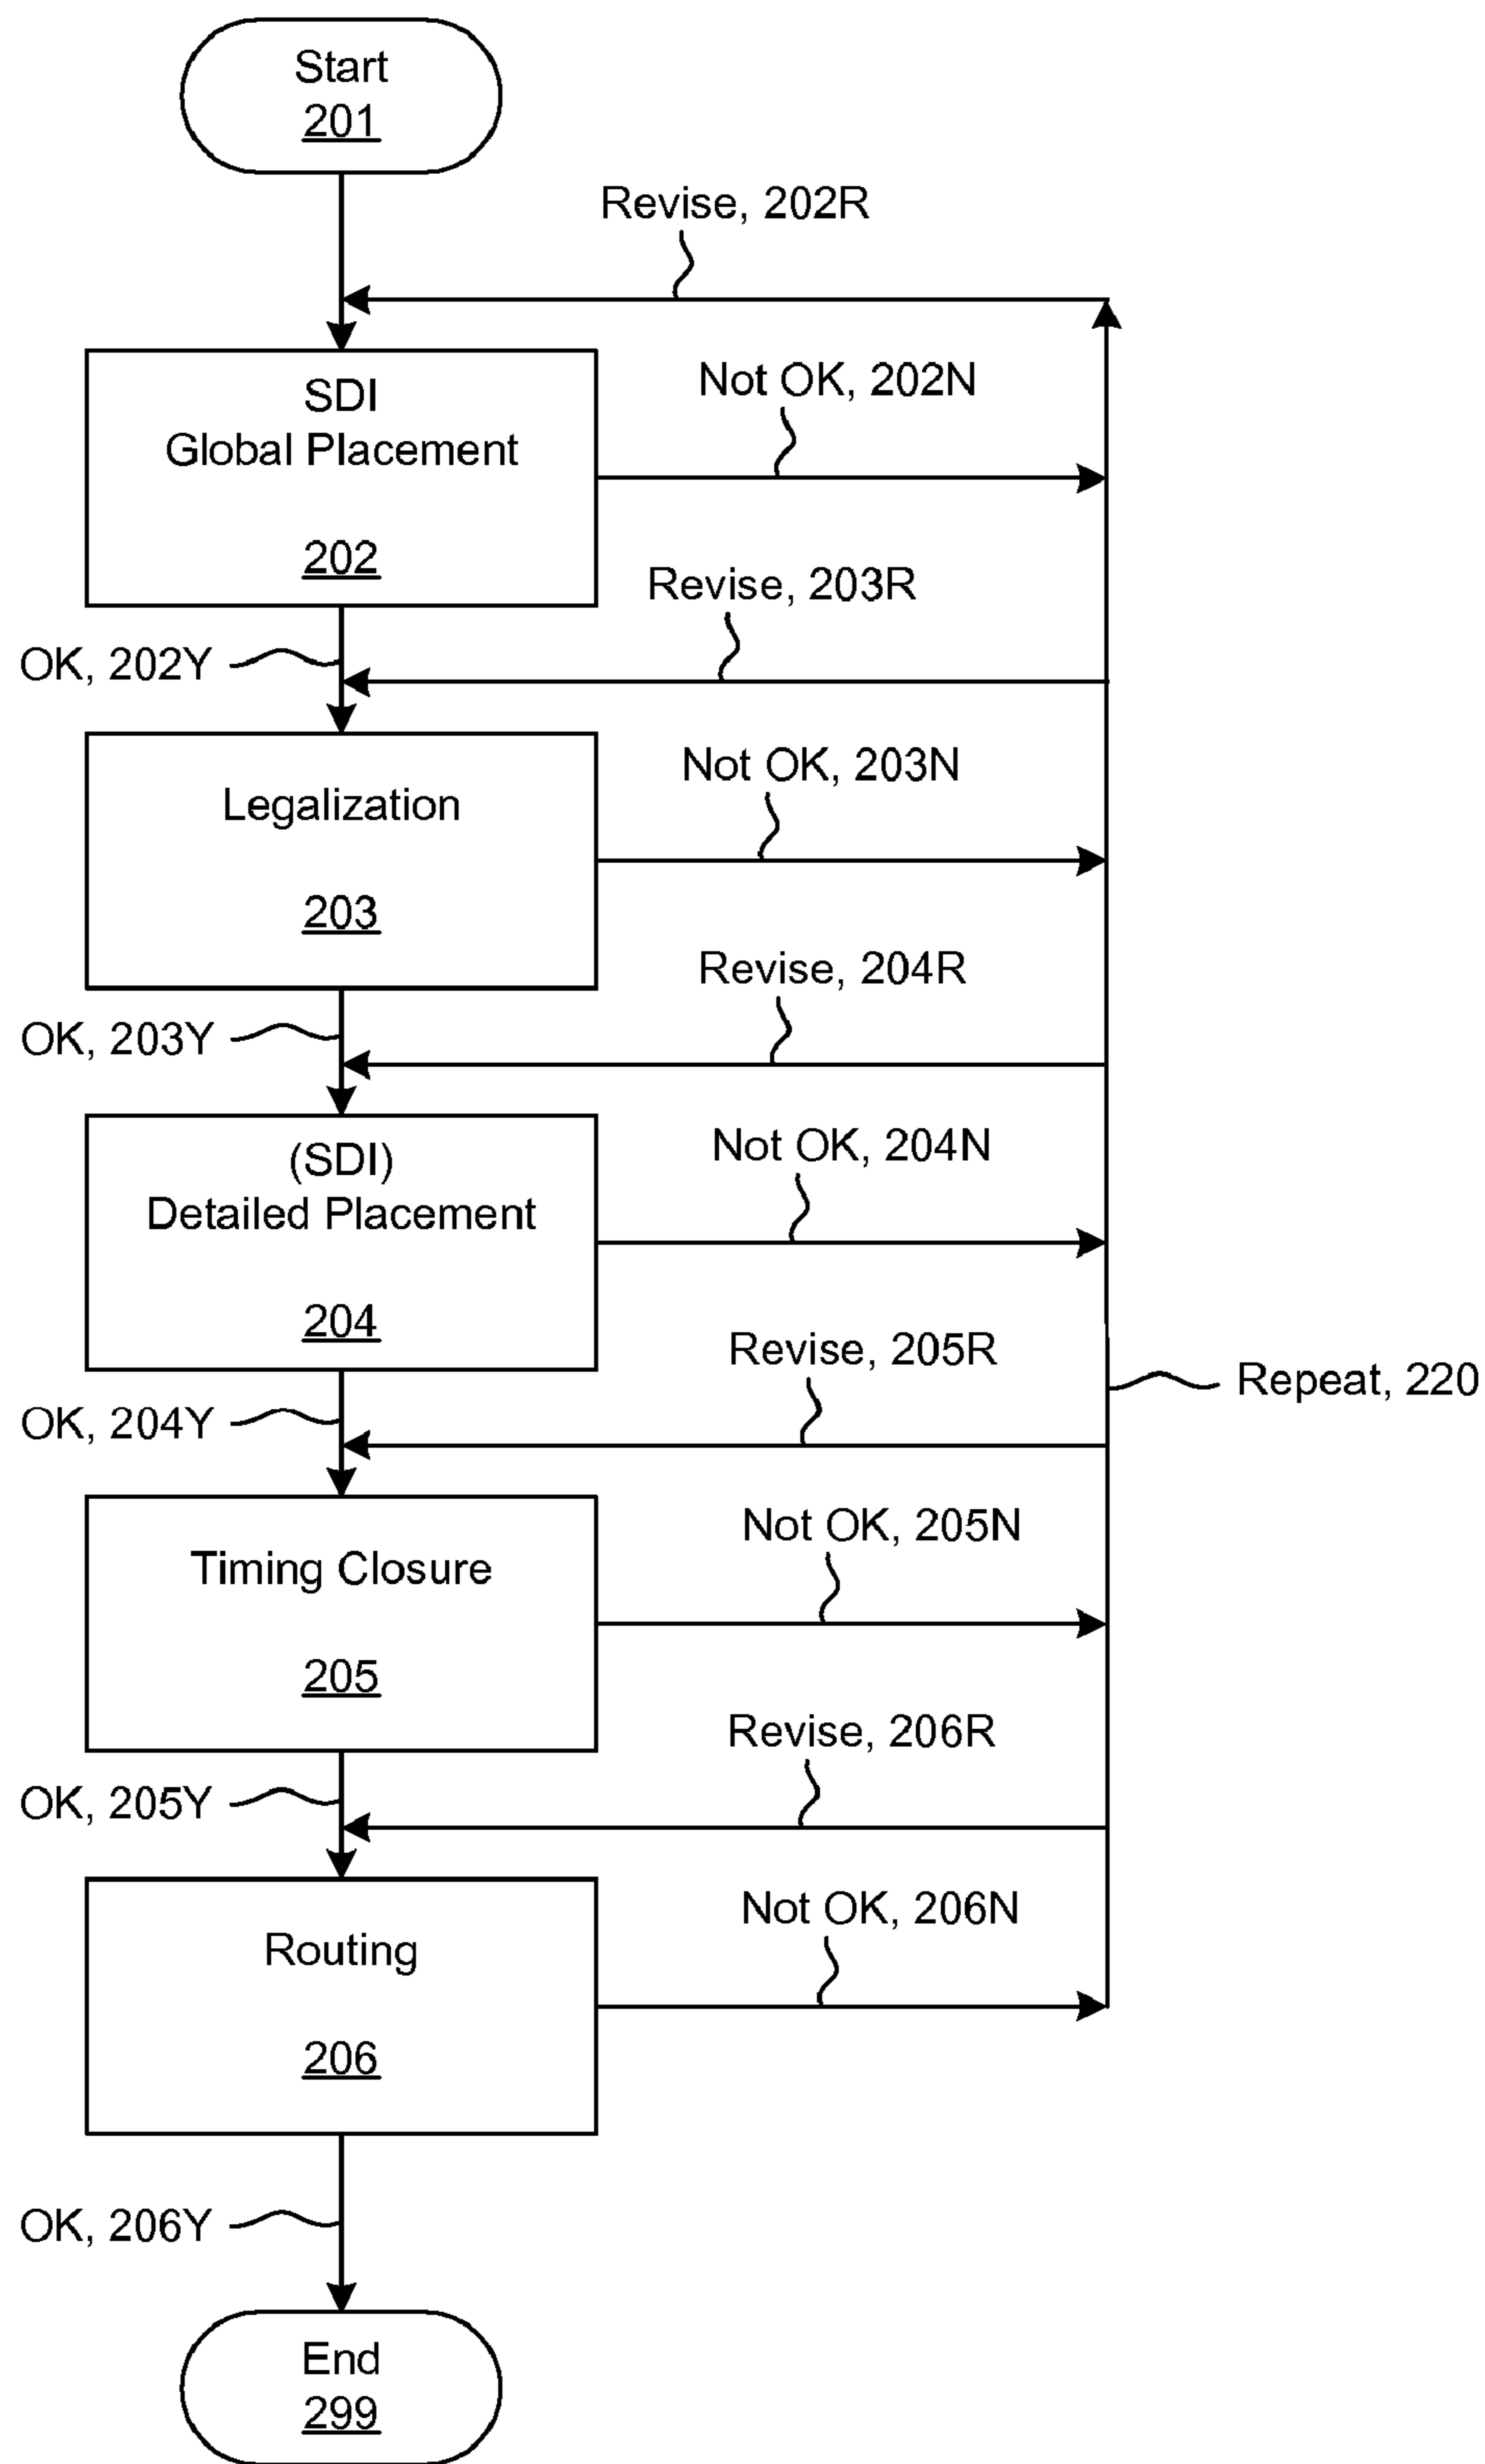 Start
201
Revise, 202R
SDI
Global Placement
202
Not OK, 202N
OK, 202Y
Revise, 203R
Legalization
203
Not OK, 203N
OK, 203Y
Revise, 204R
(SDI)
Detailed Placement
204
Not OK, 204N
OK, 204Y
Revise, 205R
Repeat, 220
Timing Closure
205
Not OK, 205N
OK, 205Y
Revise, 206R
Routing
206
Not OK, 206N
OK, 206Y
End
299